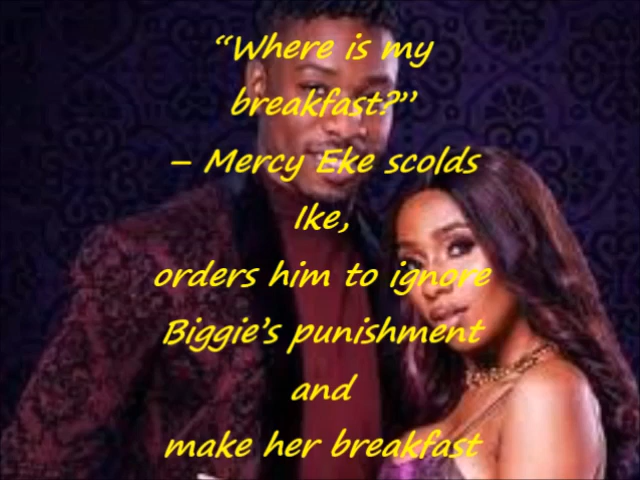 “Where is my
breakfast?”
– Mercy Eke scolds
Ike,
orders him to ignore
Biggie’s punishment
and
make her breakfast